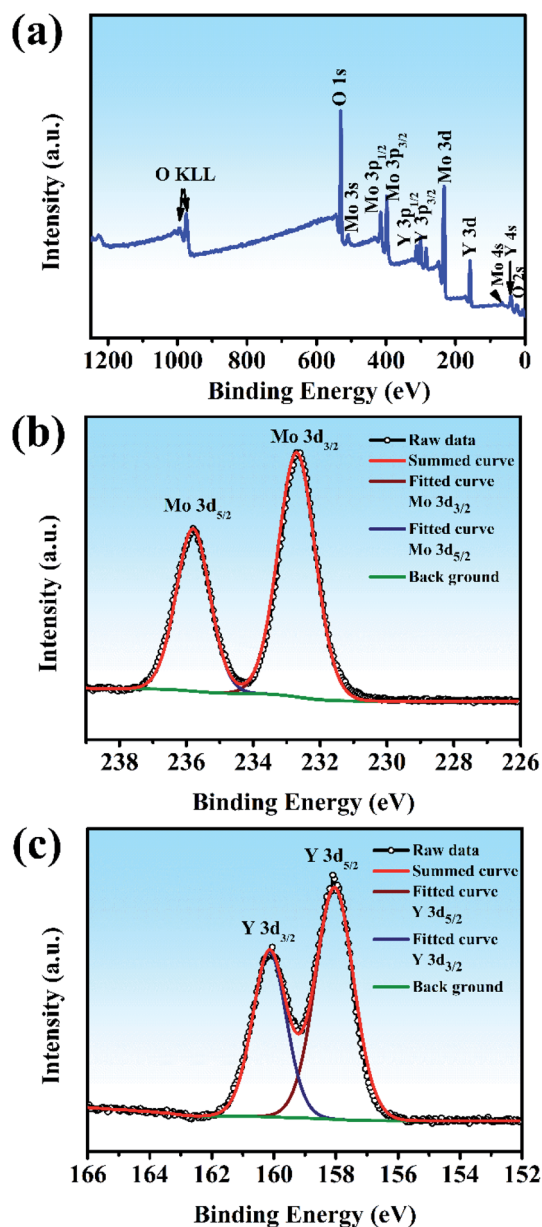 (a)
Intensity (a.u.)
O KLL
O 1s
Mo 3s
Mo 3p1/2
Mo 3p3/2
Y 3p1/2
Y 3p3/2
Mo 3d
Y 3d
Mo 4s
Y 4s
O 2s
1200 1000 800 600 400 200 0
Binding Energy (eV)
(b)
Intensity (a.u.)
Mo 3d5/2
Mo 3d3/2
Raw data
Summed curve
Fitted curve
Mo 3d3/2
Fitted curve
Mo 3d5/2
Back ground
238 236 234 232 230 228 226
Binding Energy (eV)
(c)
Intensity (a.u.)
Y 3d3/2
Y 3d5/2
Raw data
Summed curve
Fitted curve
Y 3d5/2
Fitted curve
Y 3d3/2
Back ground
166 164 162 160 158 156 154 152
Binding Energy (eV)